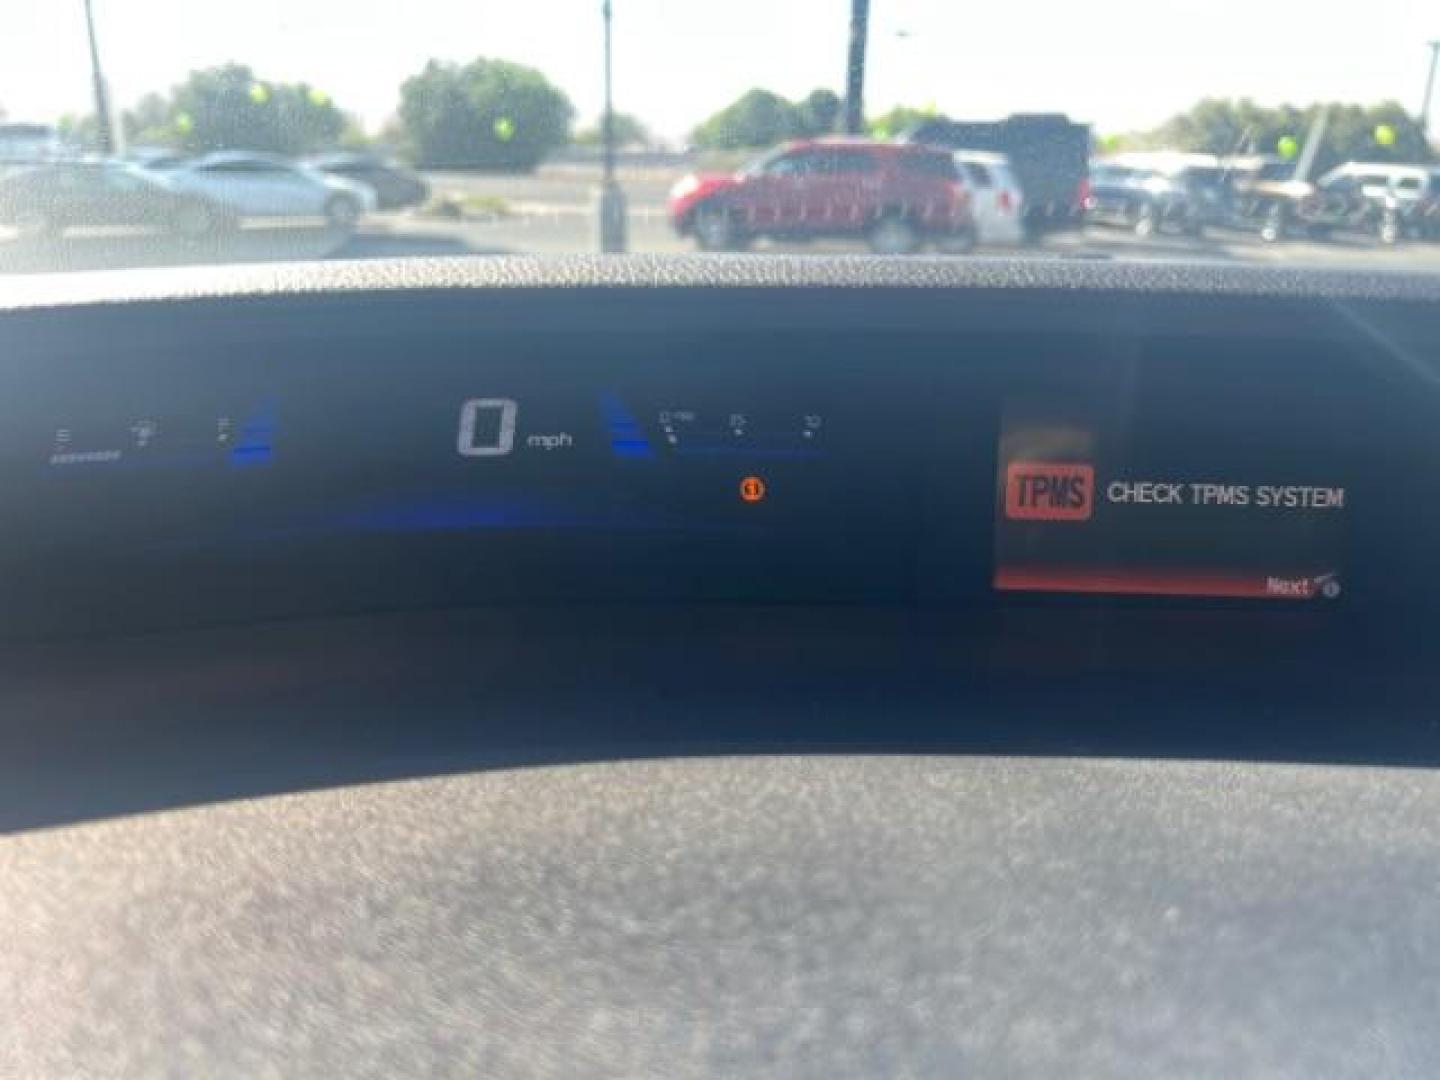 E F 0 mph
TPMS CHECK TPMS SYSTEM
Next